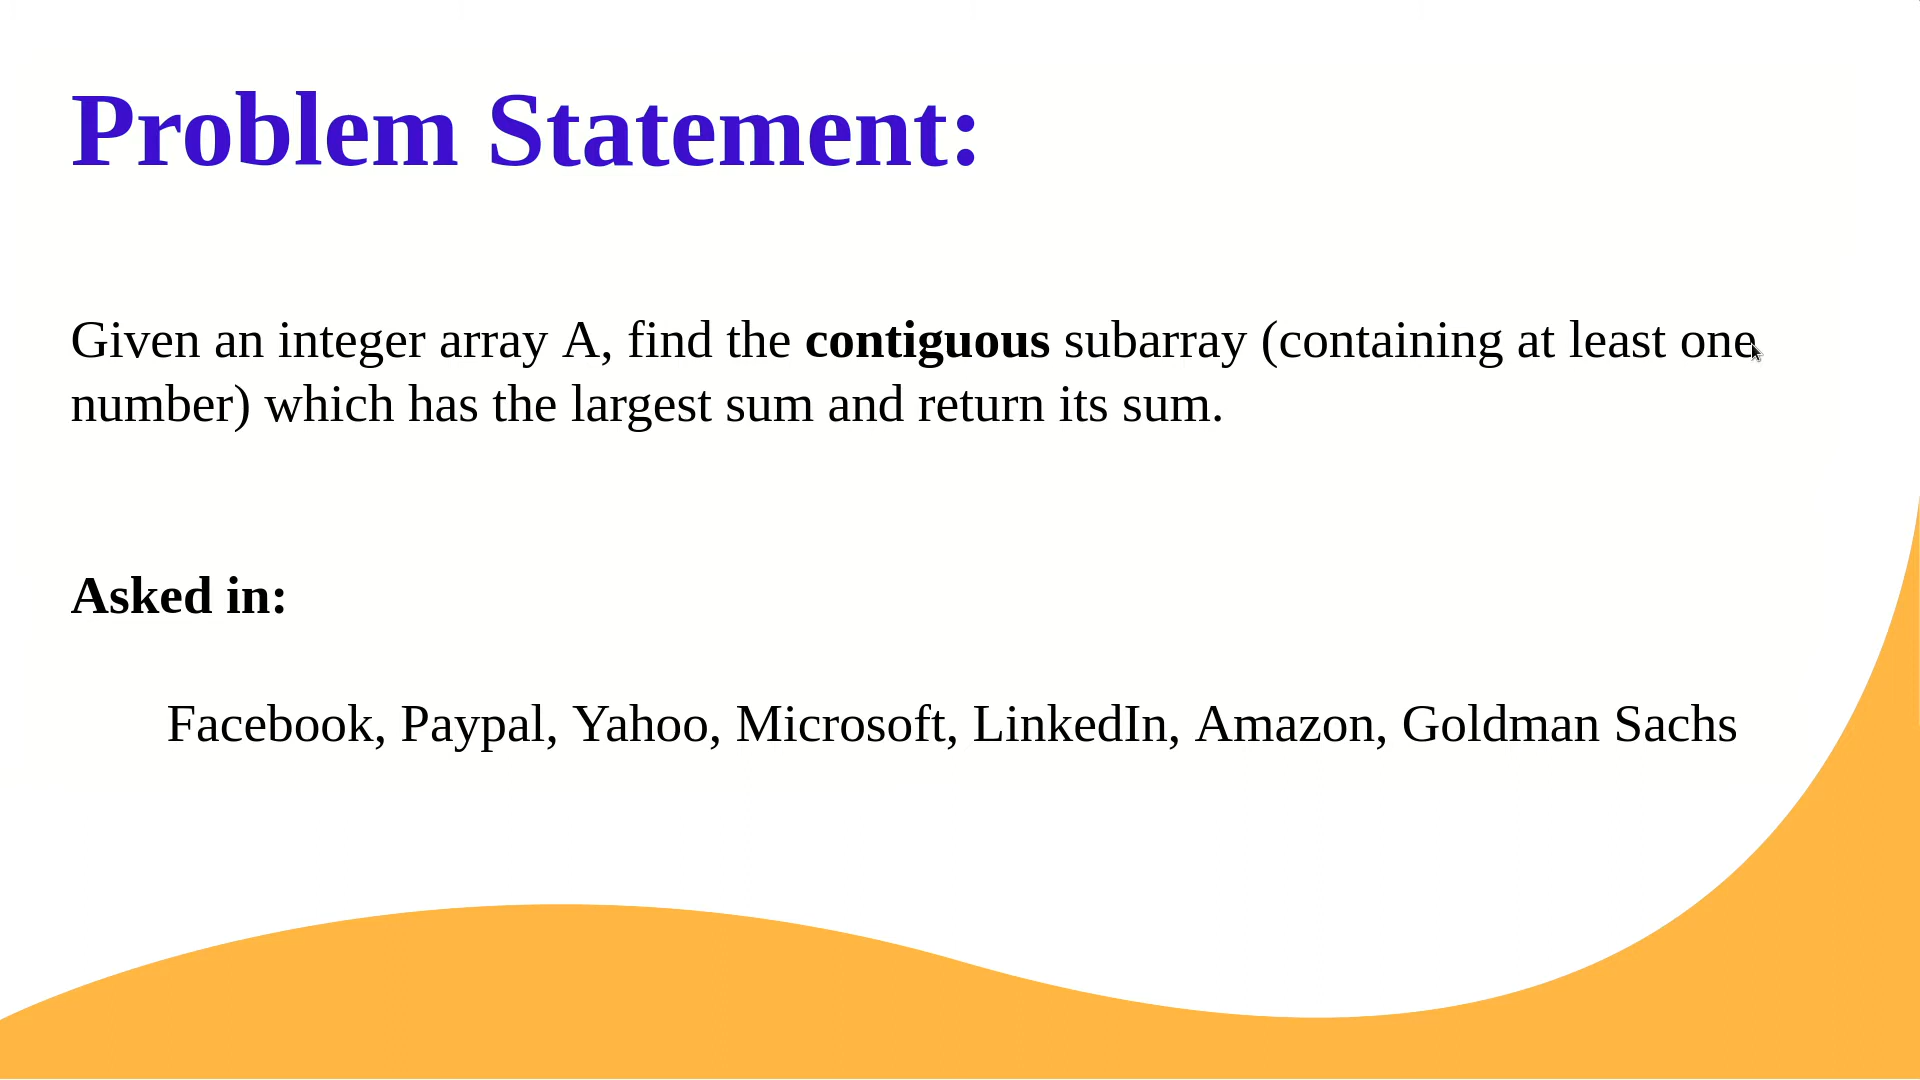 Problem Statement:
Given an integer array A, find the contiguous subarray (containing at least one
number) which has the largest sum and return its sum.
Asked in:
Facebook, Paypal, Yahoo, Microsoft, LinkedIn, Amazon, Goldman Sachs